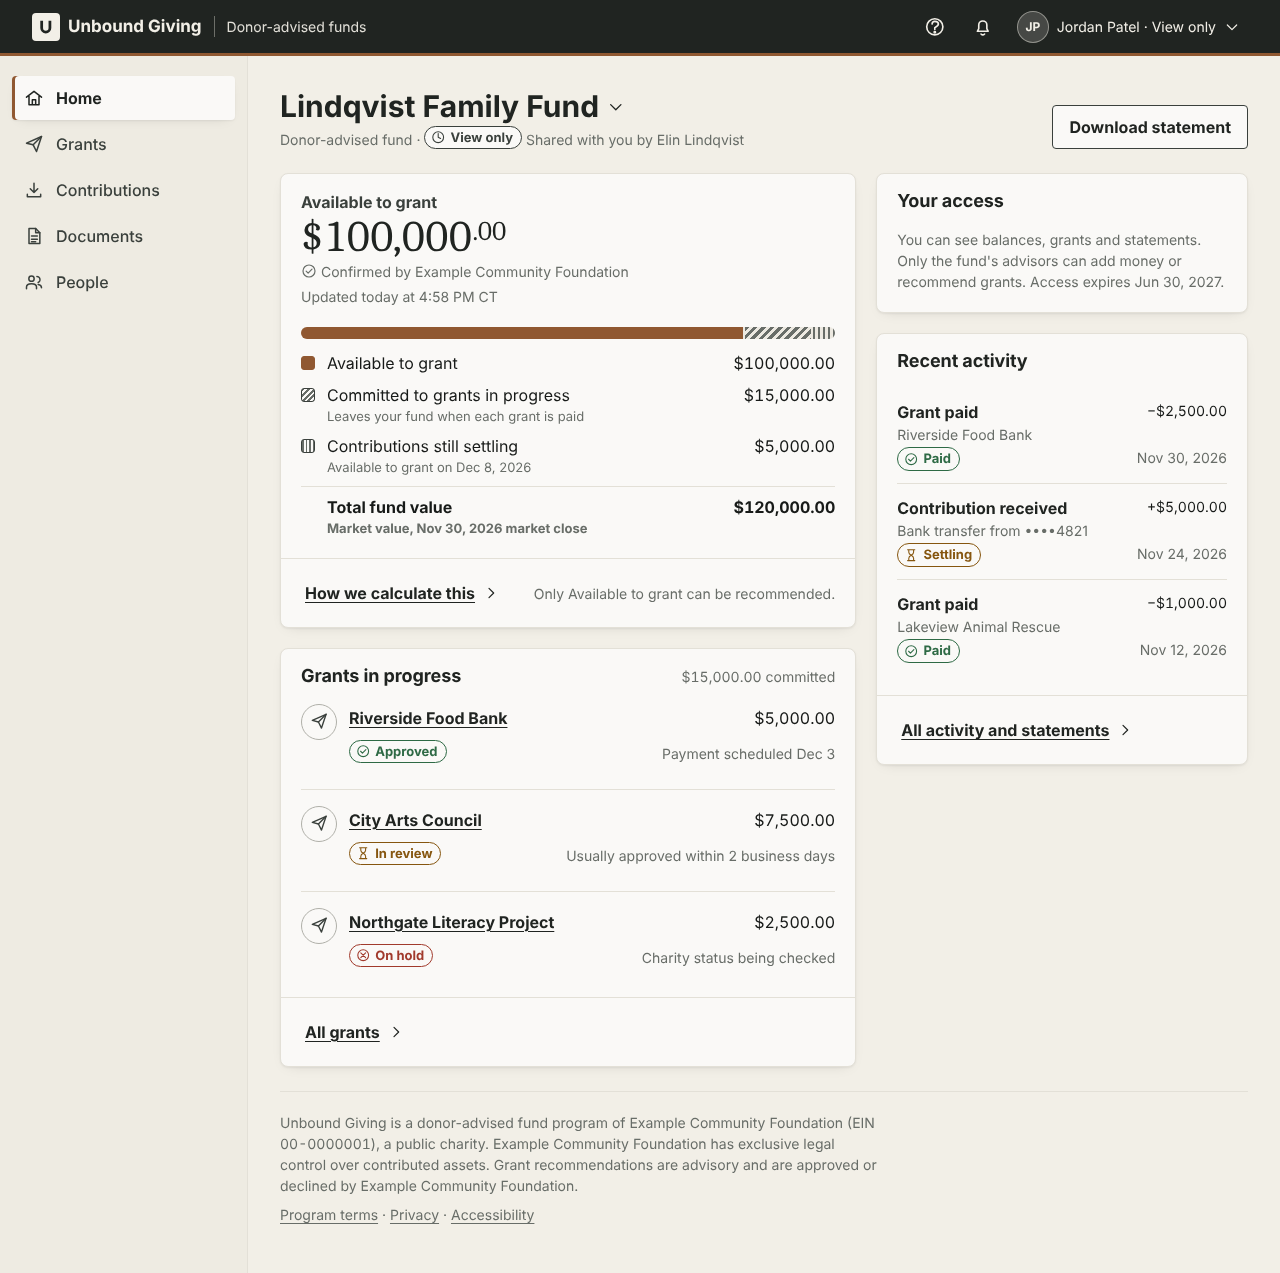 U Unbound Giving Donor-advised funds
JP Jordan Patel · View only
Home
Grants
Contributions
Documents
People
Lindqvist Family Fund
Donor-advised fund · View only Shared with you by Elin Lindqvist
Download statement
Available to grant
$100,000.00
Confirmed by Example Community Foundation
Updated today at 4:58 PM CT
Available to grant $100,000.00
Committed to grants in progress $15,000.00
Leaves your fund when each grant is paid
Contributions still settling $5,000.00
Available to grant on Dec 8, 2026
Total fund value $120,000.00
Market value, Nov 30, 2026 market close
How we calculate this Only Available to grant can be recommended.
Grants in progress $15,000.00 committed
Riverside Food Bank $5,000.00
Approved Payment scheduled Dec 3
City Arts Council $7,500.00
In review Usually approved within 2 business days
Northgate Literacy Project $2,500.00
On hold Charity status being checked
All grants
Your access
You can see balances, grants and statements.
Only the fund's advisors can add money or
recommend grants. Access expires Jun 30, 2027.
Recent activity
Grant paid −$2,500.00
Riverside Food Bank
Paid Nov 30, 2026
Contribution received +$5,000.00
Bank transfer from ••••4821
Settling Nov 24, 2026
Grant paid −$1,000.00
Lakeview Animal Rescue
Paid Nov 12, 2026
All activity and statements
Unbound Giving is a donor-advised fund program of Example Community Foundation (EIN
00-0000001), a public charity. Example Community Foundation has exclusive legal
control over contributed assets. Grant recommendations are advisory and are approved or
declined by Example Community Foundation.
Program terms · Privacy · Accessibility